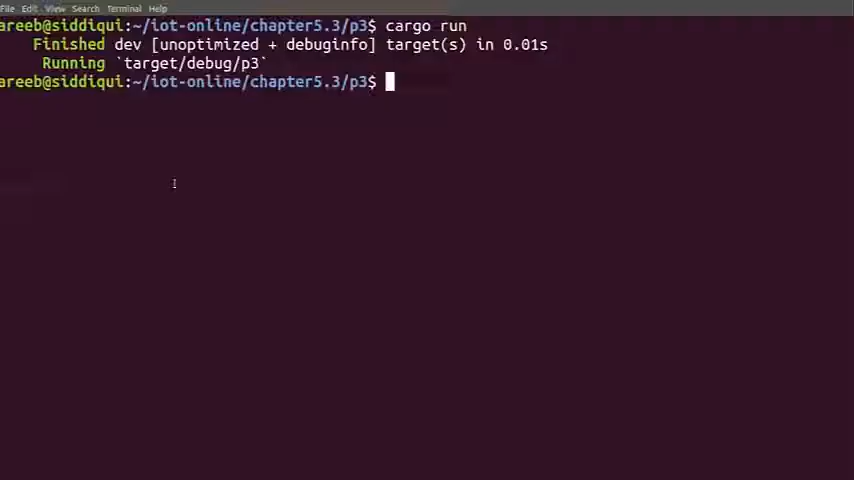 File Edit View Search Terminal Help
areeb@siddiqui:~/iot-online/chapter5.3/p3$ cargo run
Finished dev [unoptimized + debuginfo] target(s) in 0.01s
Running `target/debug/p3`
areeb@siddiqui:~/iot-online/chapter5.3/p3$